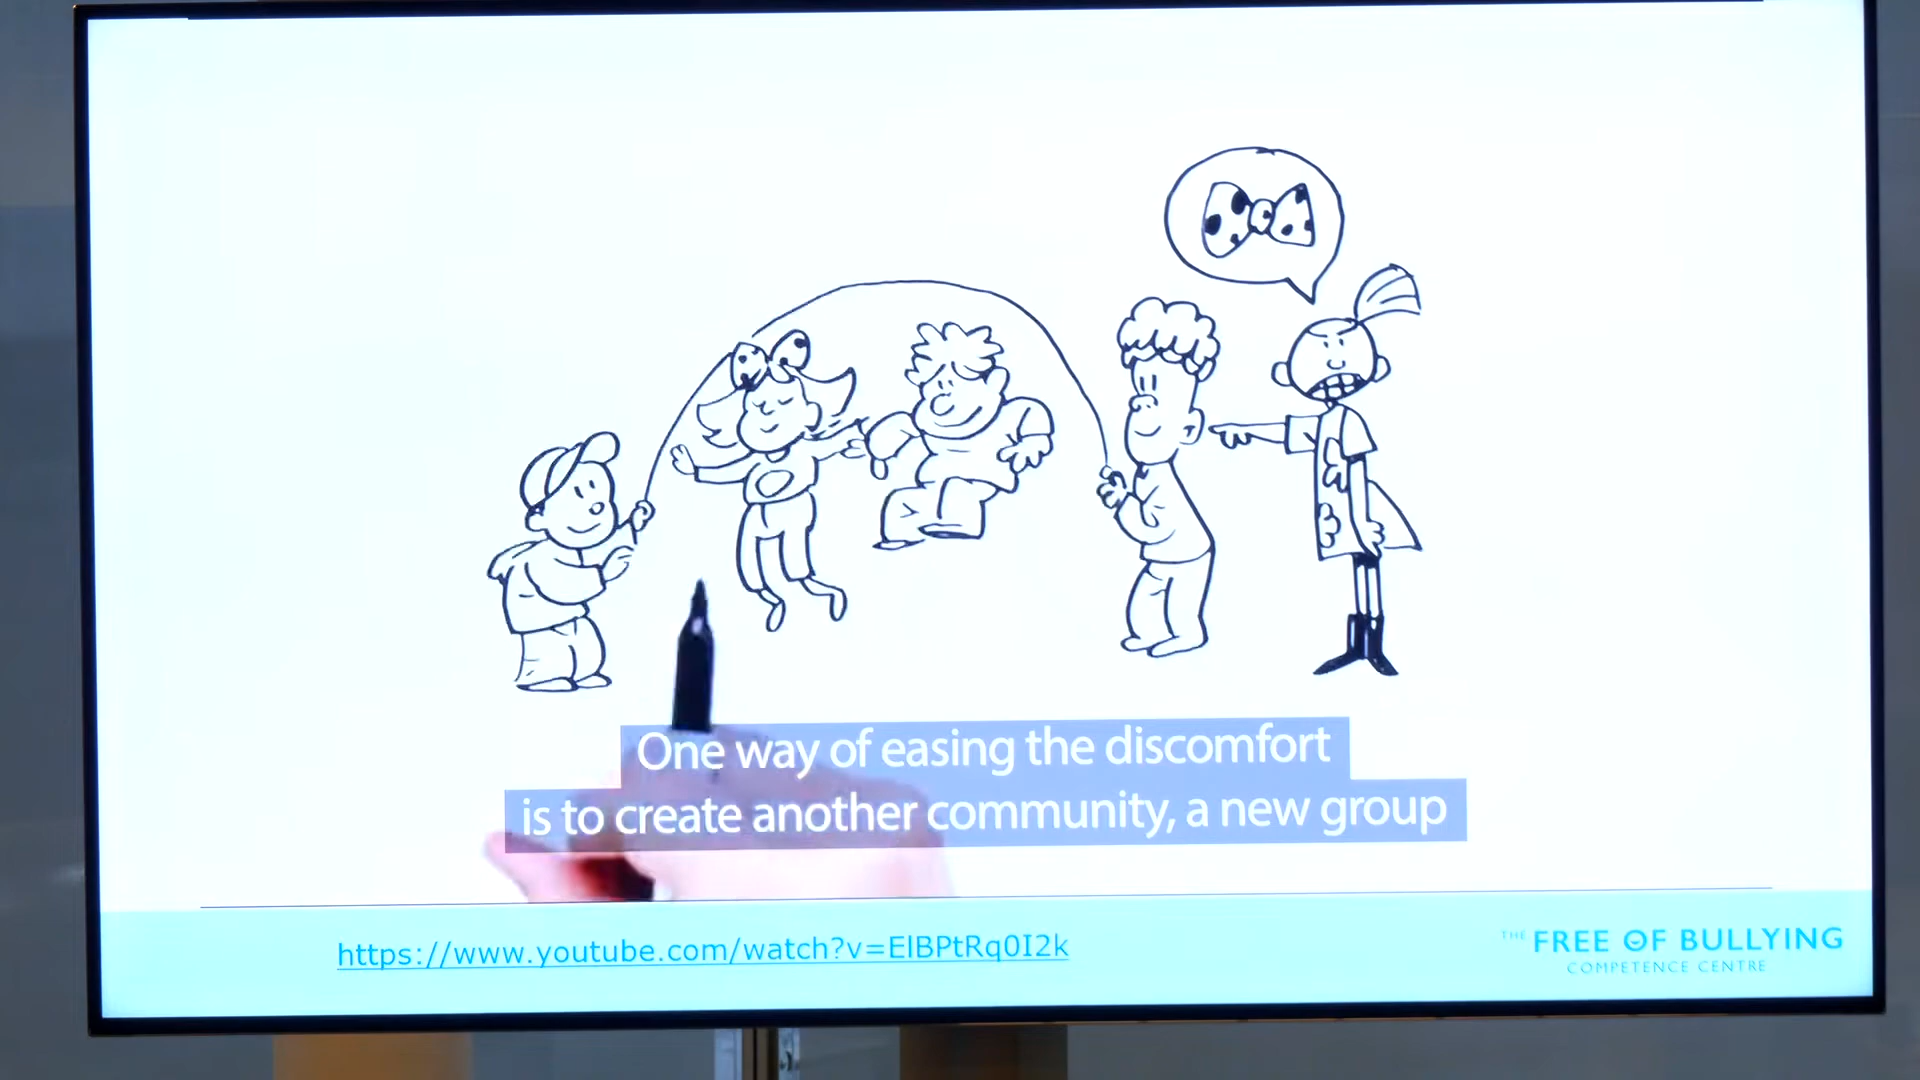 One way of easing the discomfort
is to create another community, a new group
https://www.youtube.com/watch?v=ElBPtRq0I2k
THE FREE OF BULLYING
COMPETENCE CENTRE